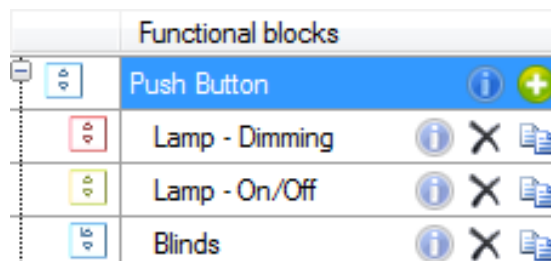 Functional blocks
Push Button
Lamp - Dimming
Lamp - On/Off
Blinds